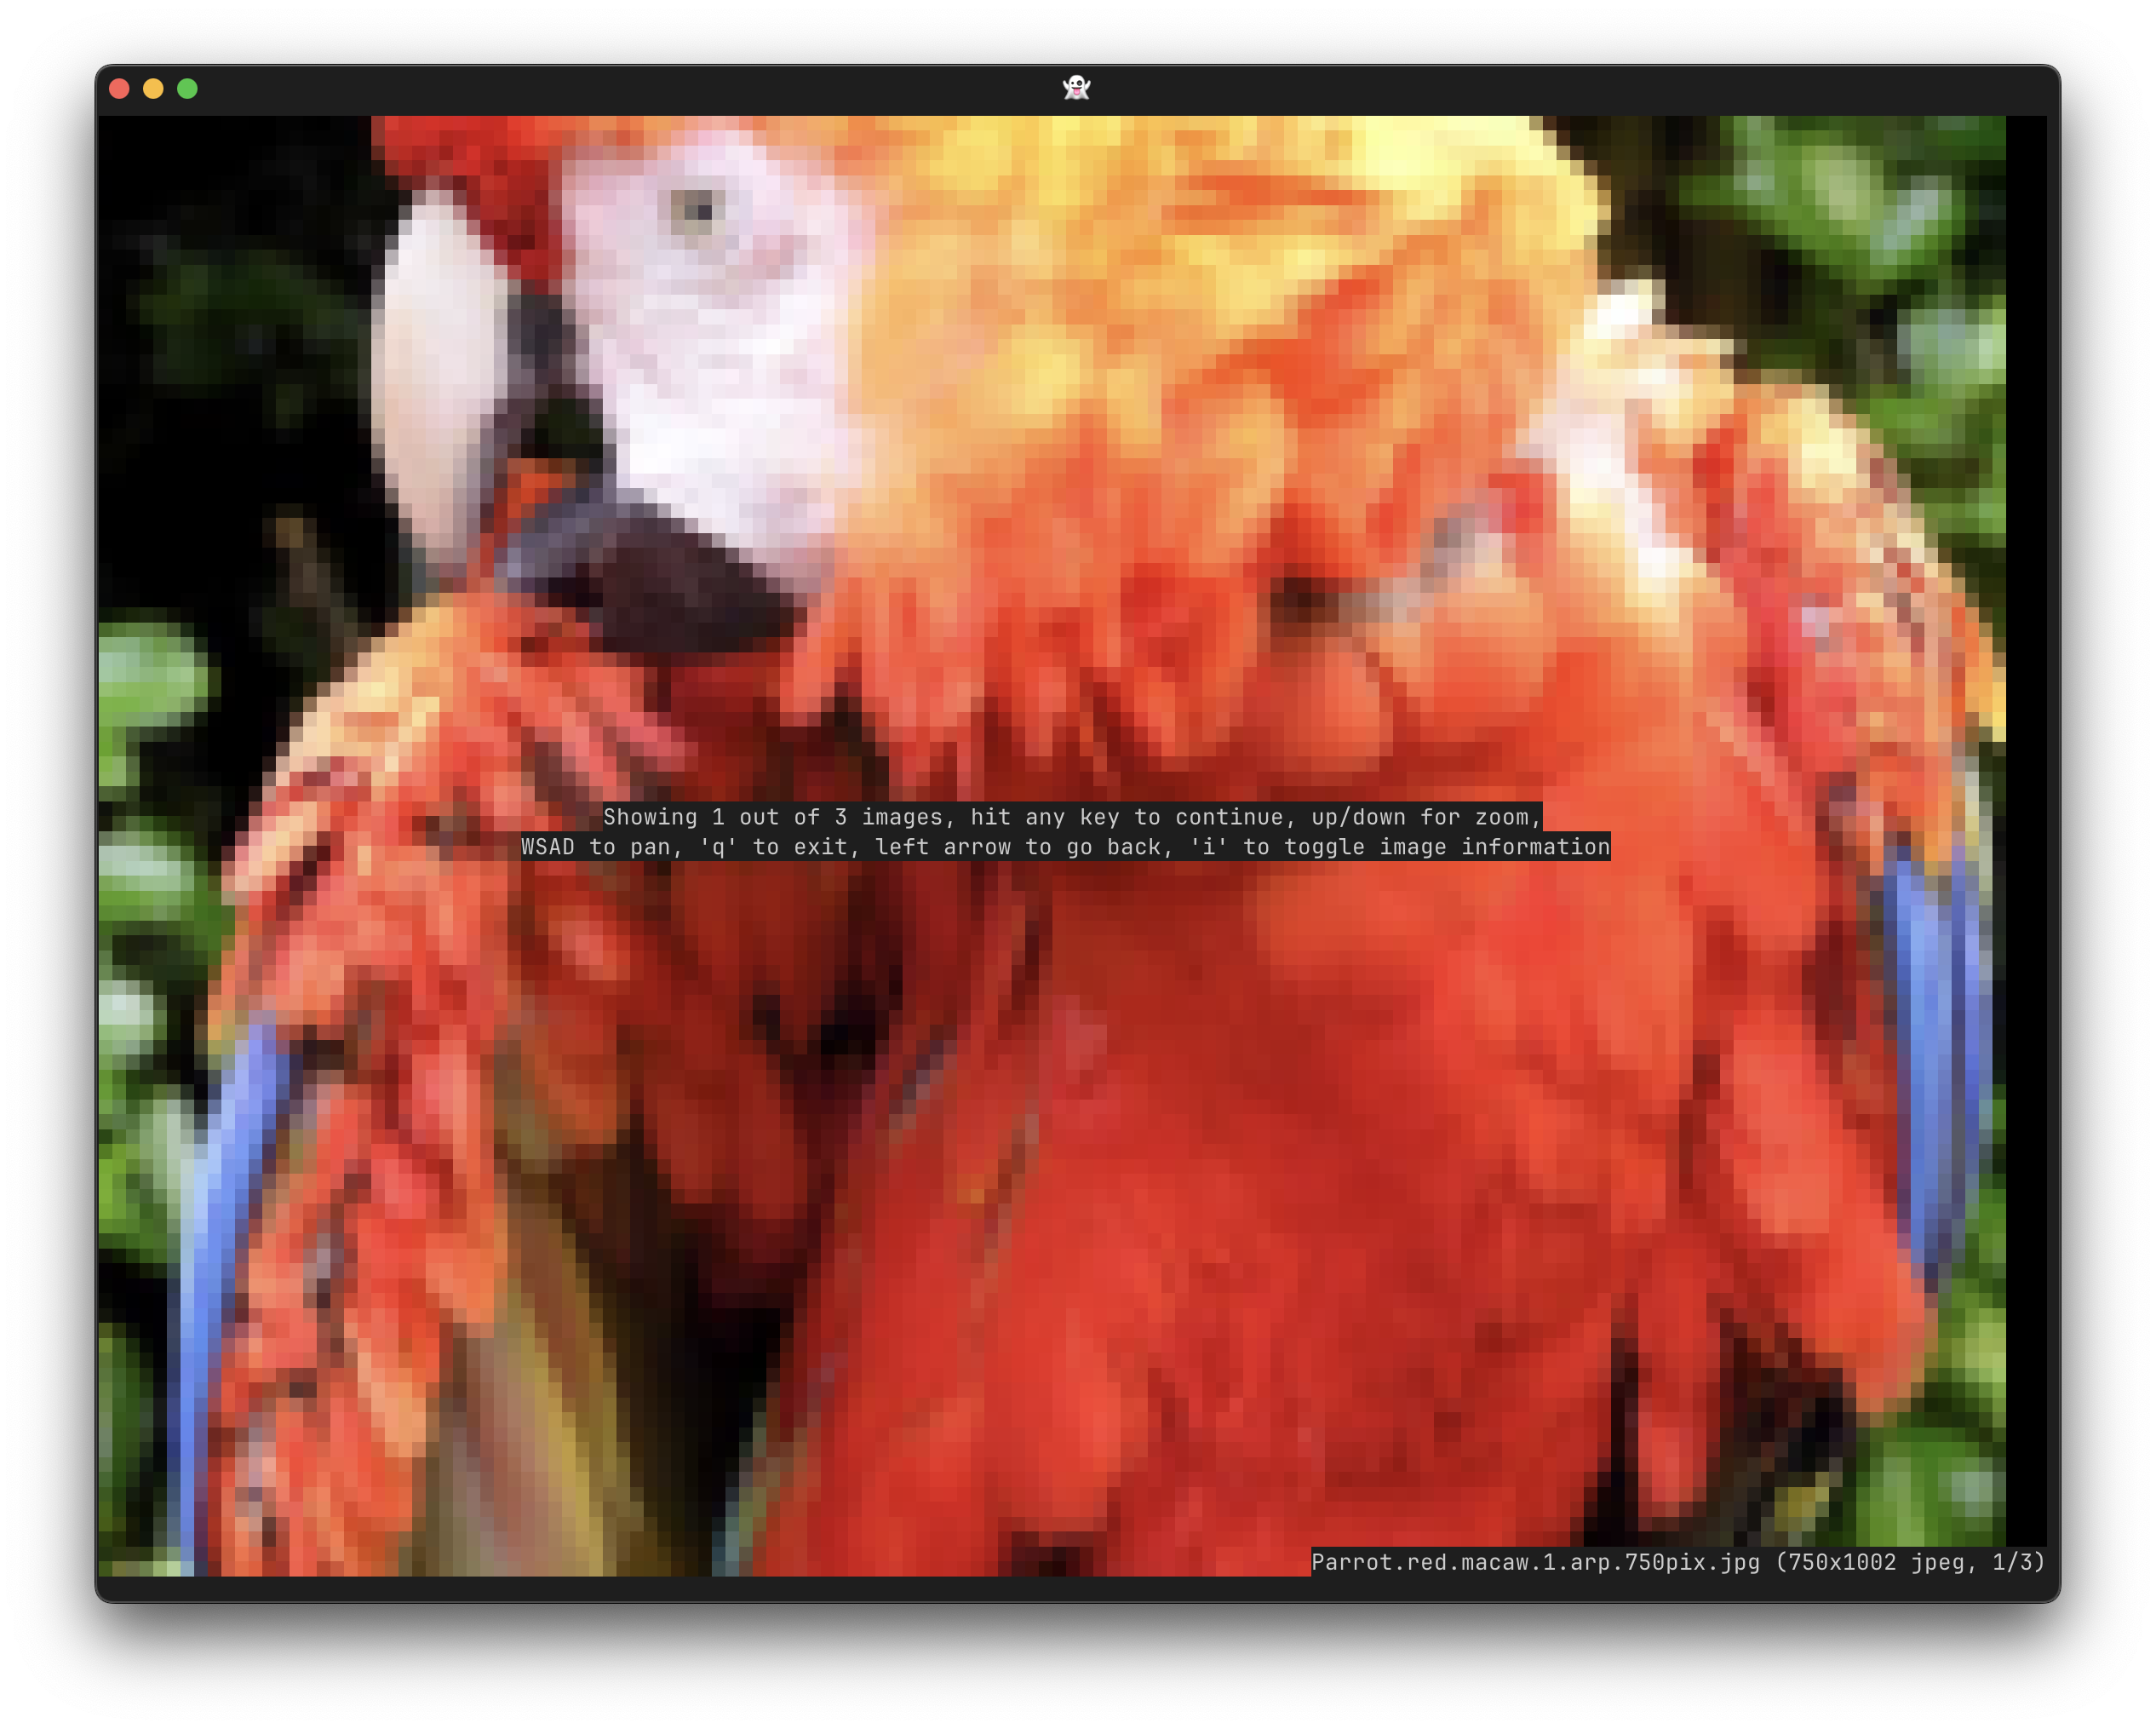 Showing 1 out of 3 images, hit any key to continue, up/down for zoom,
WSAD to pan, 'q' to exit, left arrow to go back, 'i' to toggle image information
Parrot.red.macaw.1.arp.750pix.jpg (750x1002 jpeg, 1/3)